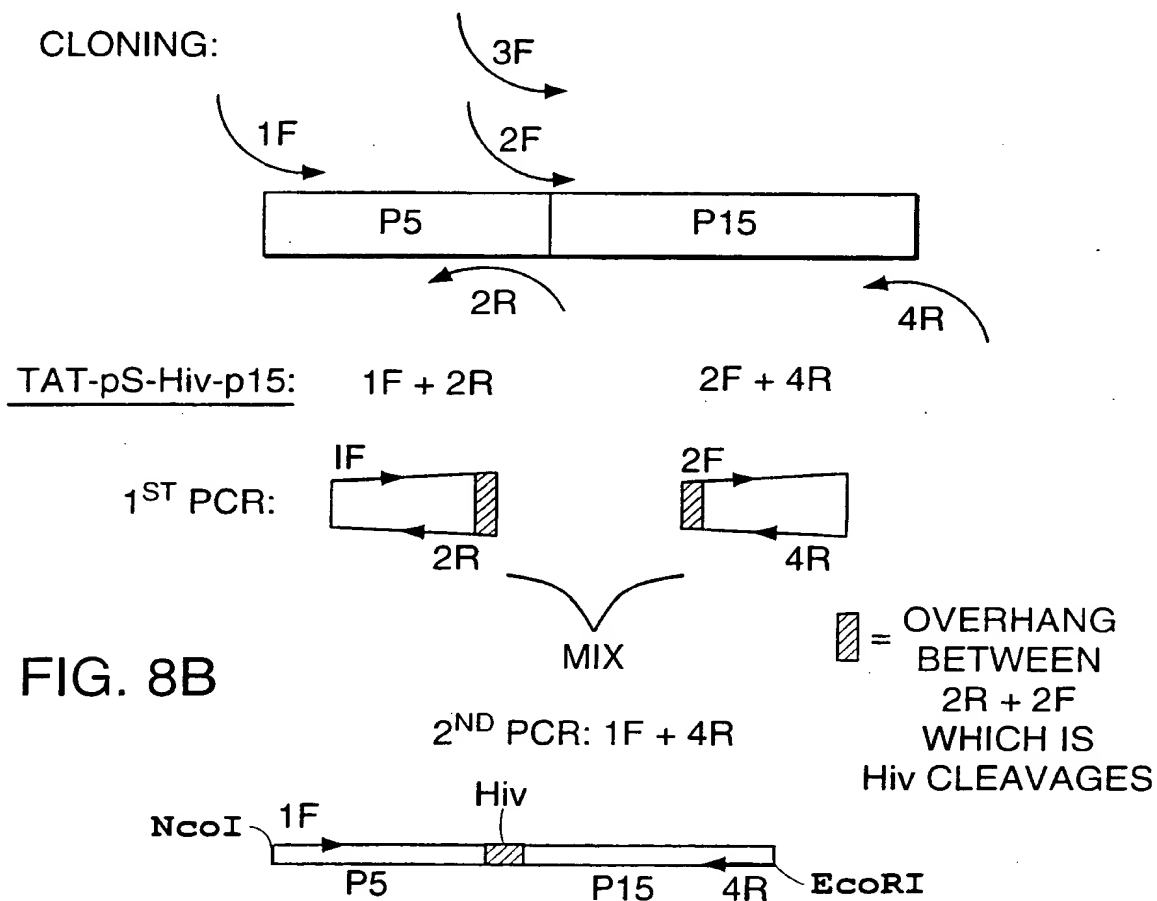 CLONING:
3F
1F
2F
P5
P15
2R
4R
TAT-pS-Hiv-p15:
1F + 2R
2F + 4R
1ST PCR:
IF
2R
2F
4R
MIX
= OVERHANG
BETWEEN
2R + 2F
WHICH IS
Hiv CLEAVAGES
FIG. 8B
2ND PCR: 1F + 4R
Hiv
NcoI
1F
P5
P15
4R
EcoRI